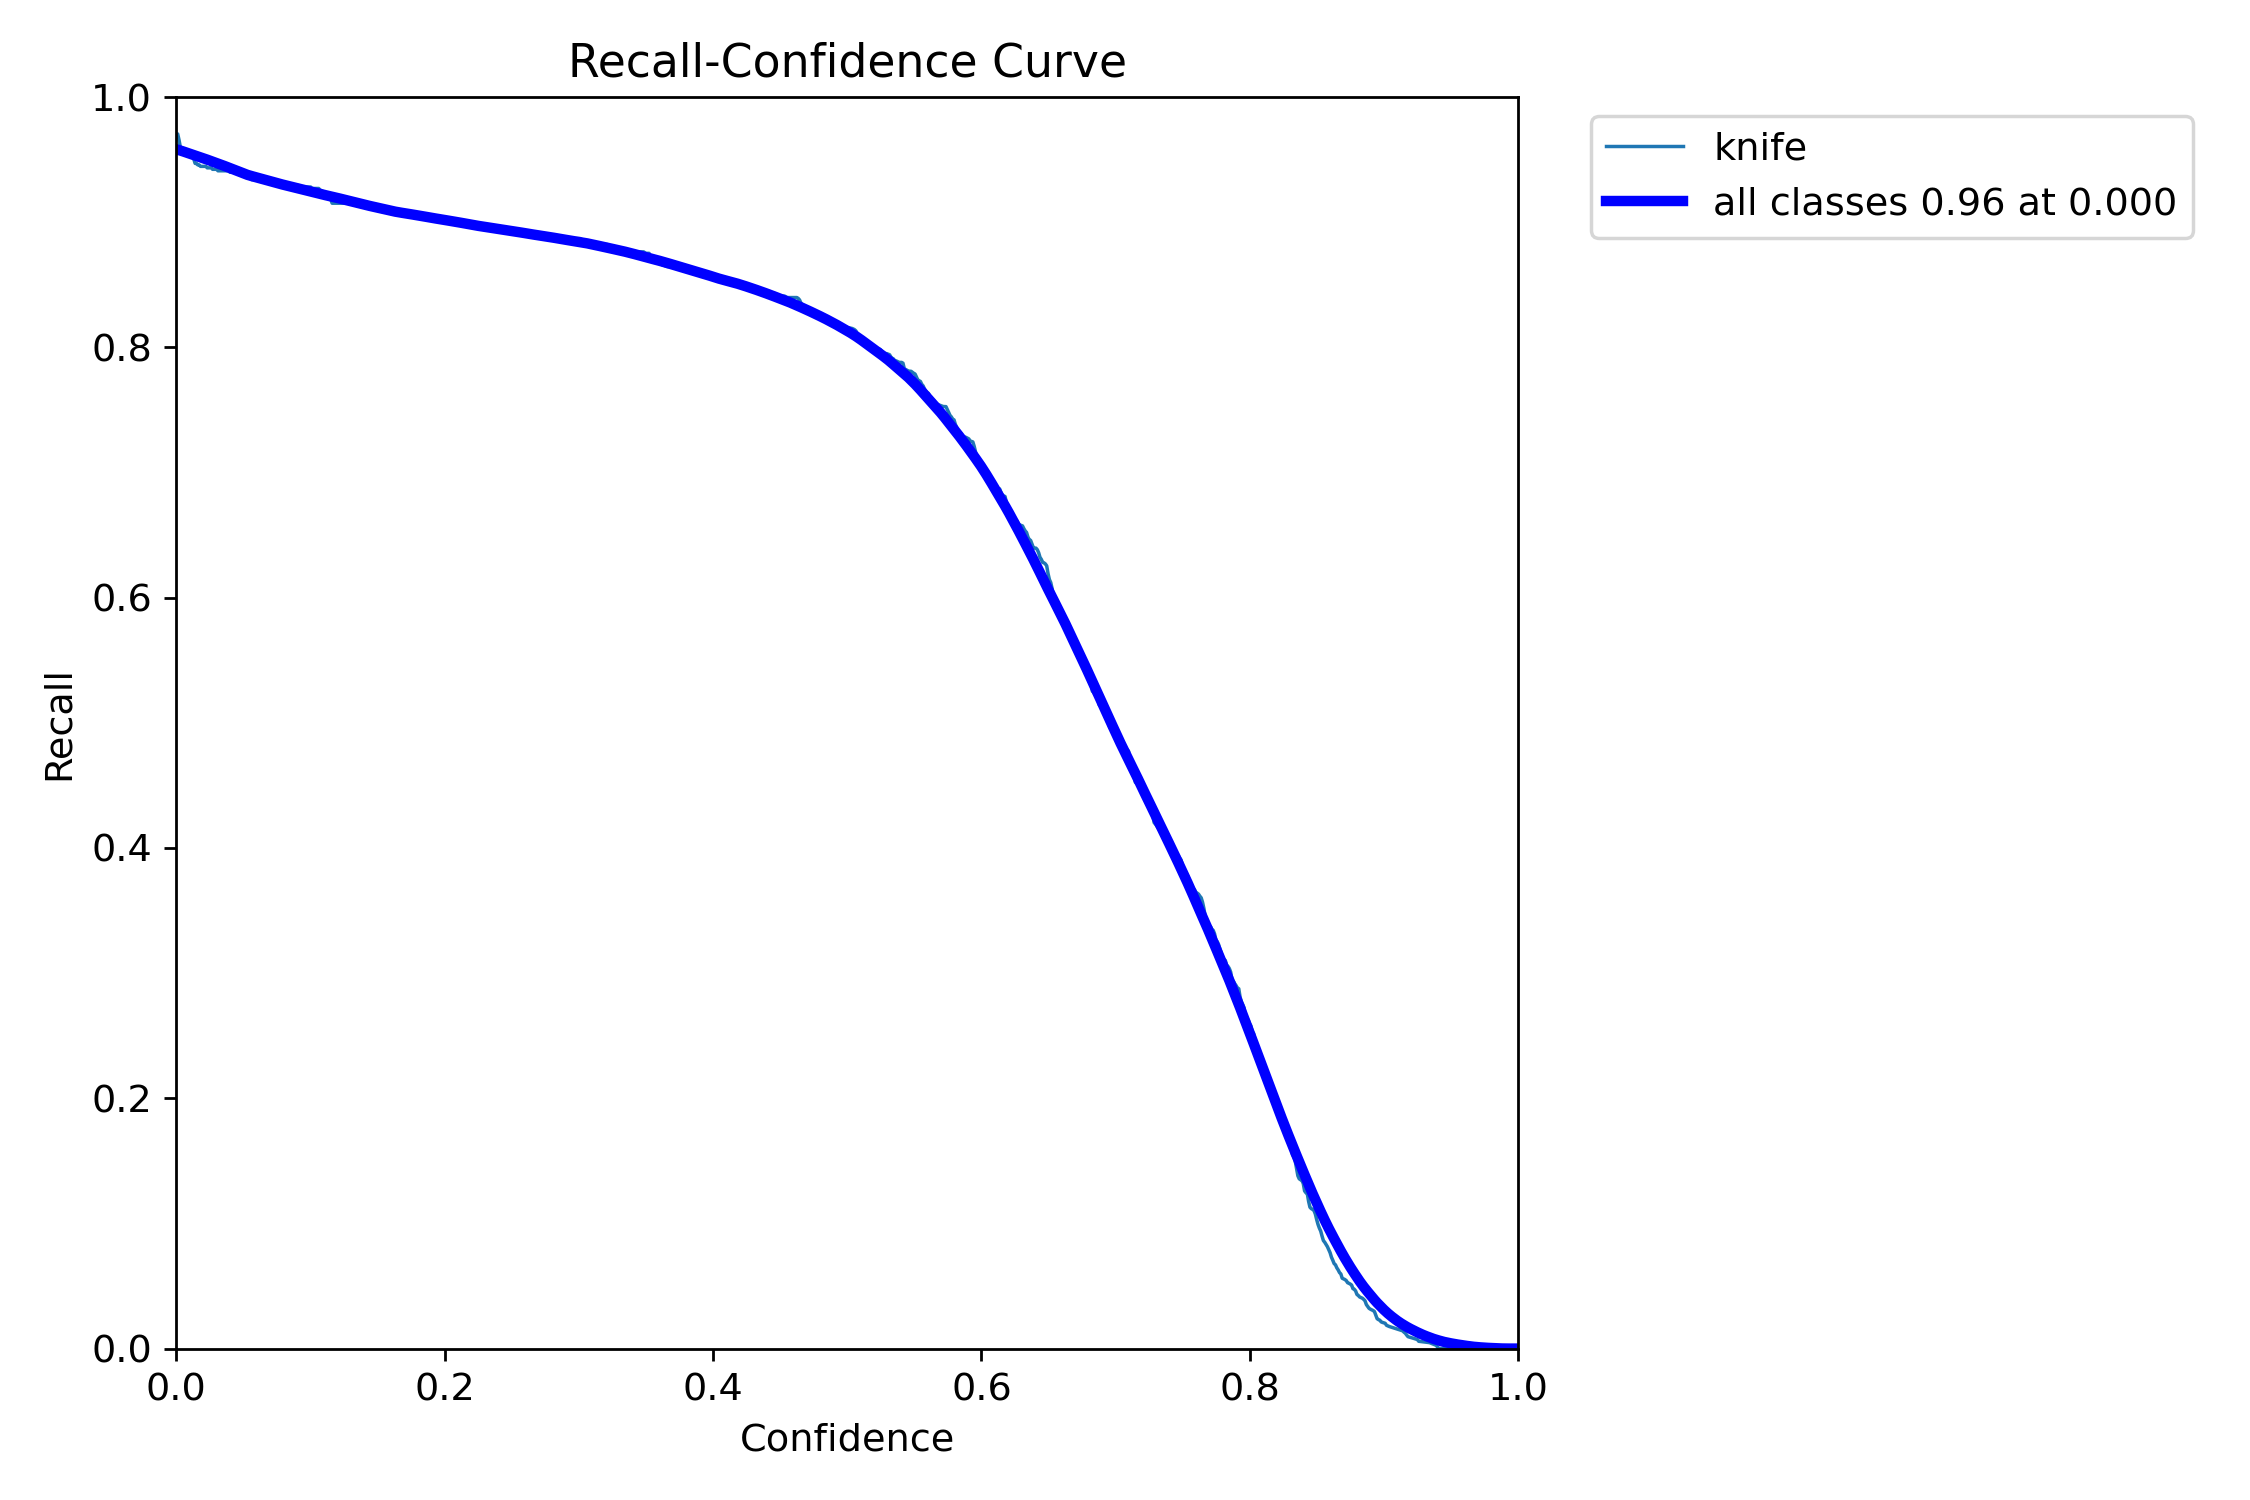 Recall-Confidence Curve
1.0
0.8
0.6
0.4
0.2
0.0
Recall
0.0 0.2 0.4 0.6 0.8 1.0
Confidence
knife
all classes 0.96 at 0.000